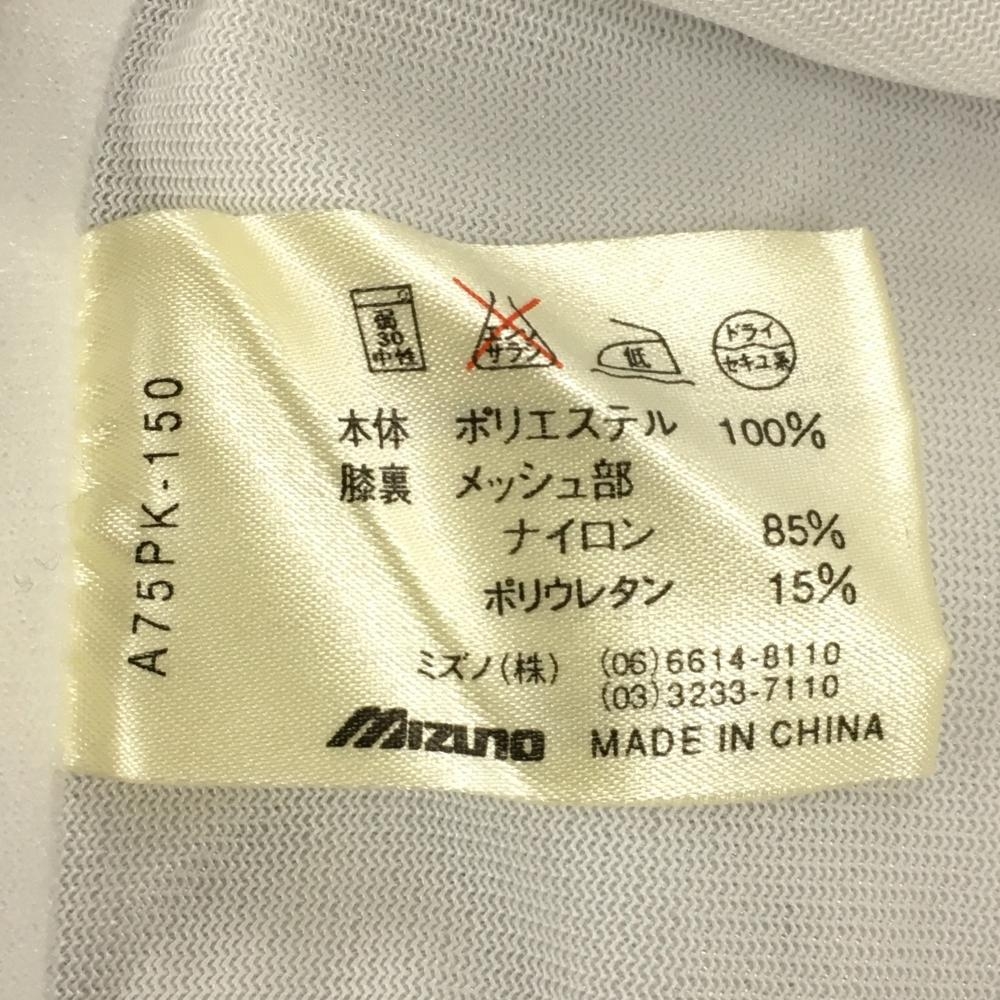 弱
30
中性
エンソ
サラシ
低
ドライ
セキユ系
本体 ポリエステル 100%
膝裏 メッシュ部
ナイロン 85%
ポリウレタン 15%
ミズノ(株) (06)6614-8110
(03)3233-7110
MIZUNO MADE IN CHINA
A75PK-150